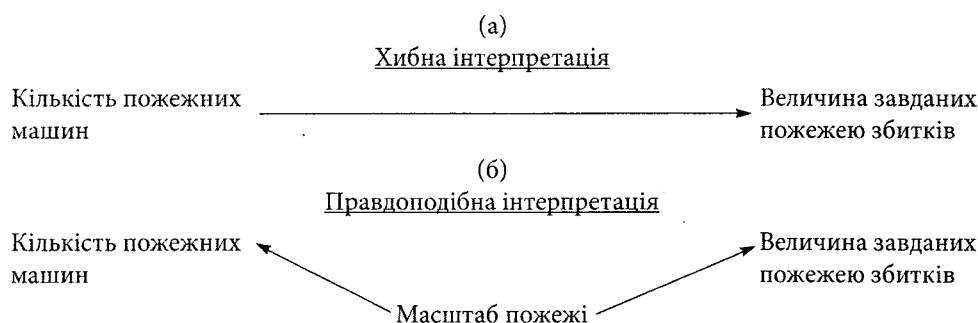 (а)
Хибна інтерпретація
Кількість пожежних
машин
Величина завданих
пожежею збитків
(б)
Правдоподібна інтерпретація
Кількість пожежних
машин
Величина завданих
пожежею збитків
Масштаб пожежі